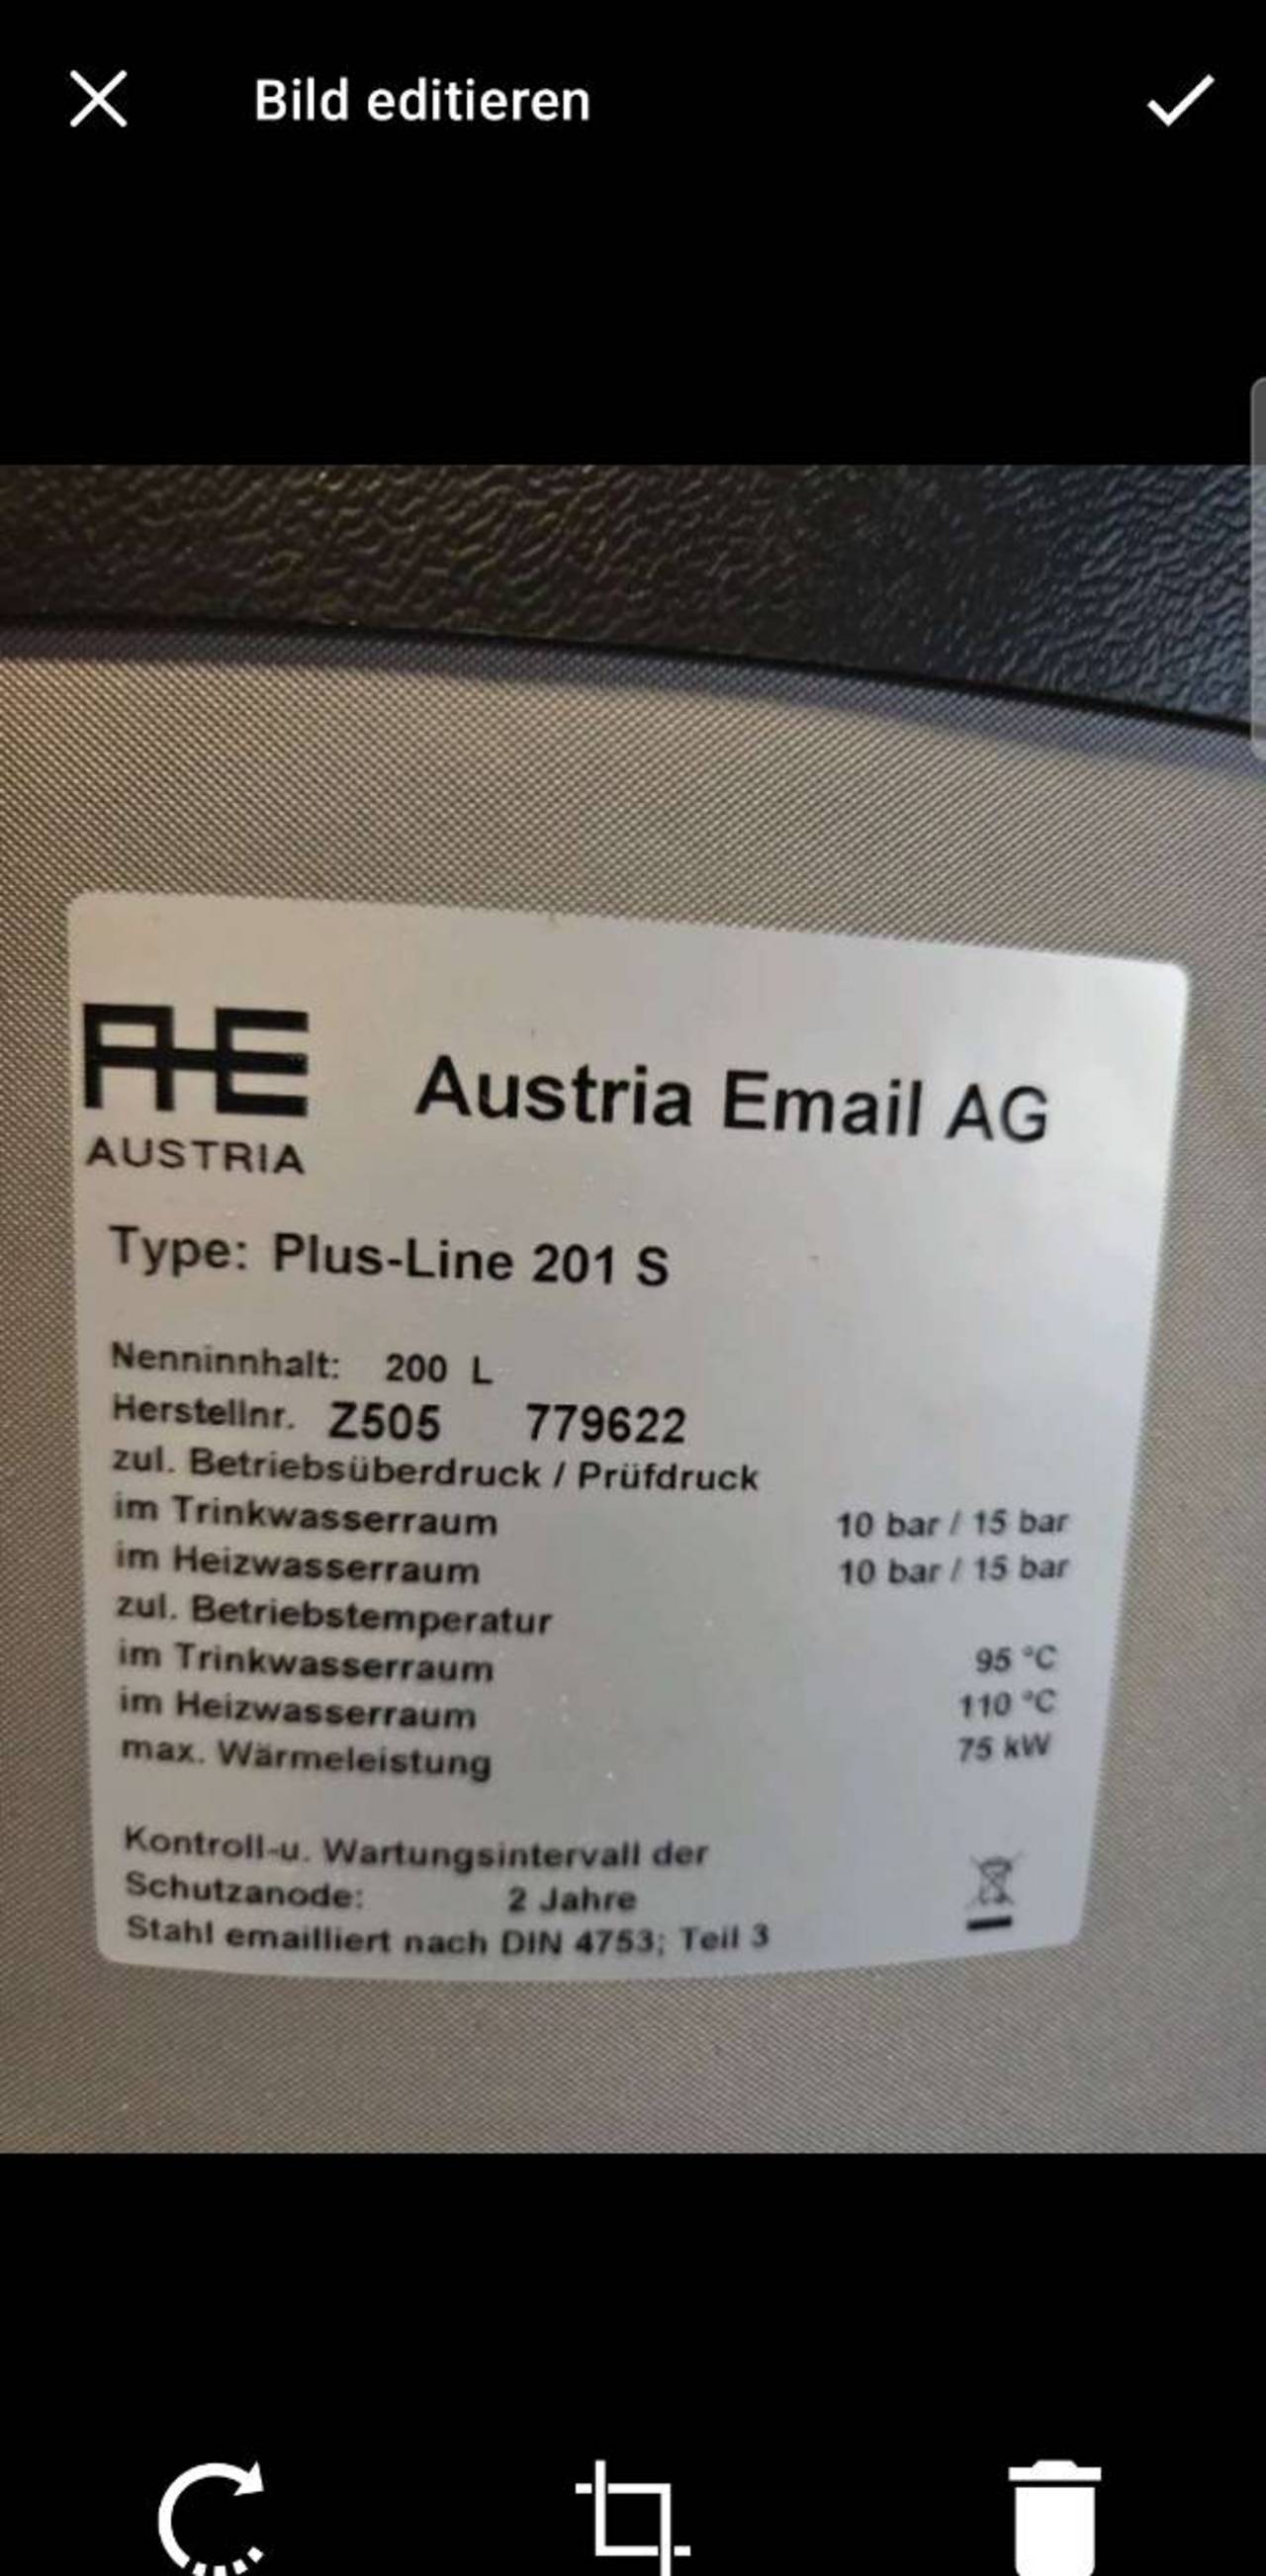 Bild editieren
AE
AUSTRIA
Austria Email AG
Type: Plus-Line 201 S
Nenninnhalt: 200 L
Herstellnr. Z505 779622
zul. Betriebsüberdruck / Prüfdruck
im Trinkwasserraum 10 bar / 15 bar
im Heizwasserraum 10 bar / 15 bar
zul. Betriebstemperatur
im Trinkwasserraum 95 °C
im Heizwasserraum 110 °C
max. Wärmeleistung 75 kW
Kontroll-u. Wartungsintervall der
Schutzanode: 2 Jahre
Stahl emailliert nach DIN 4753; Teil 3